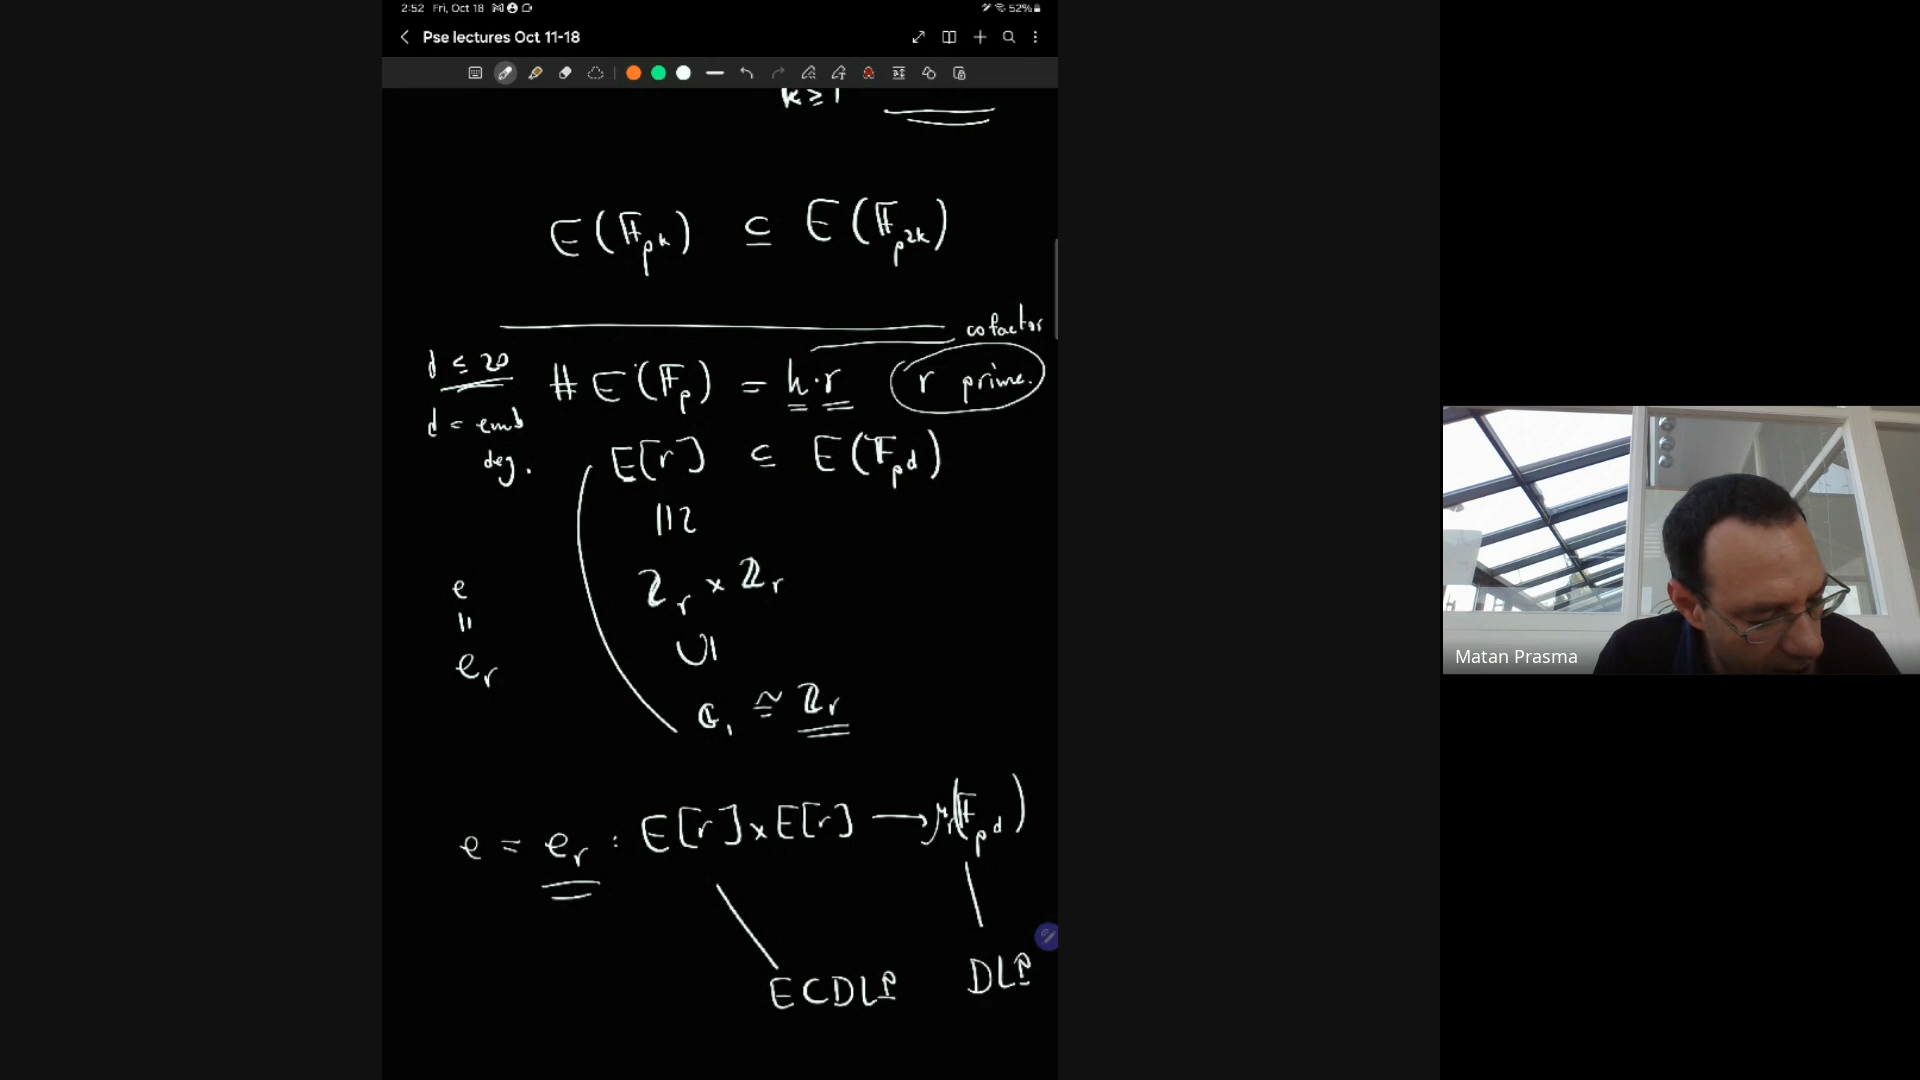 2:52 Fri, Oct 18 52%
Pse lectures Oct 11-18
k ≥ 1
E(𝔽_{p^k}) ⊆ E(𝔽_{p^{2k}})
cofactor
d ≤ 20 # E(𝔽_p) = h·r r prime.
d = emb deg.
E[r] ⊆ E(𝔽_{p^d})
≅
ℤ_r × ℤ_r
∪|
G_1 ≅ ℤ_r
e
=
e_r
e = e_r : E[r] × E[r] → μ_r(𝔽_{p^d})
ECDLP DLP
Matan Prasma